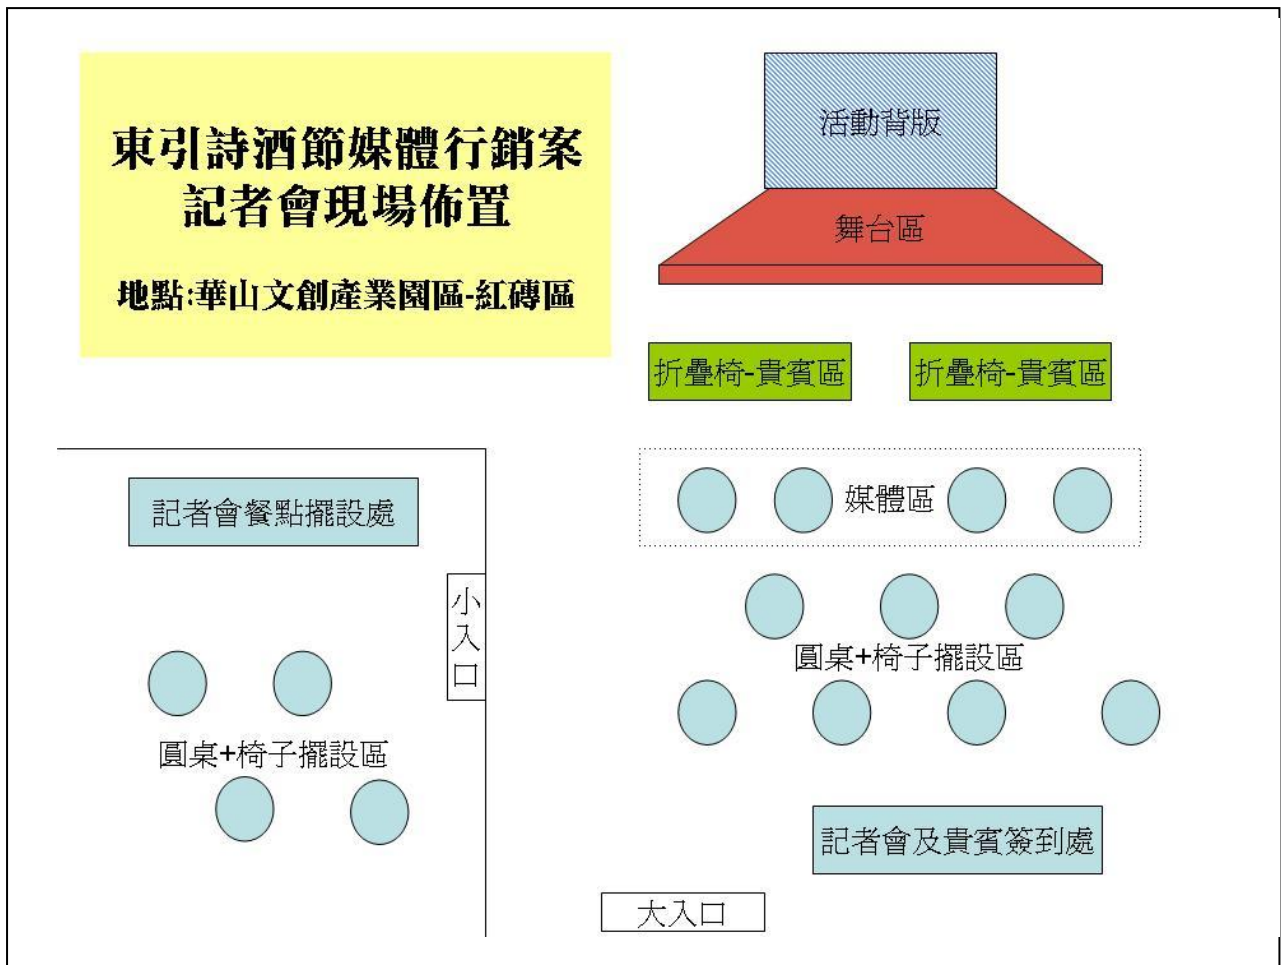 東引詩酒節媒體行銷案
記者會現場佈置
地點:華山文創產業園區-紅磚區
活動背版
舞台區
折疊椅-貴賓區
折疊椅-貴賓區
媒體區
記者會餐點擺設處
小入口
圓桌+椅子擺設區
圓桌+椅子擺設區
記者會及貴賓簽到處
大入口